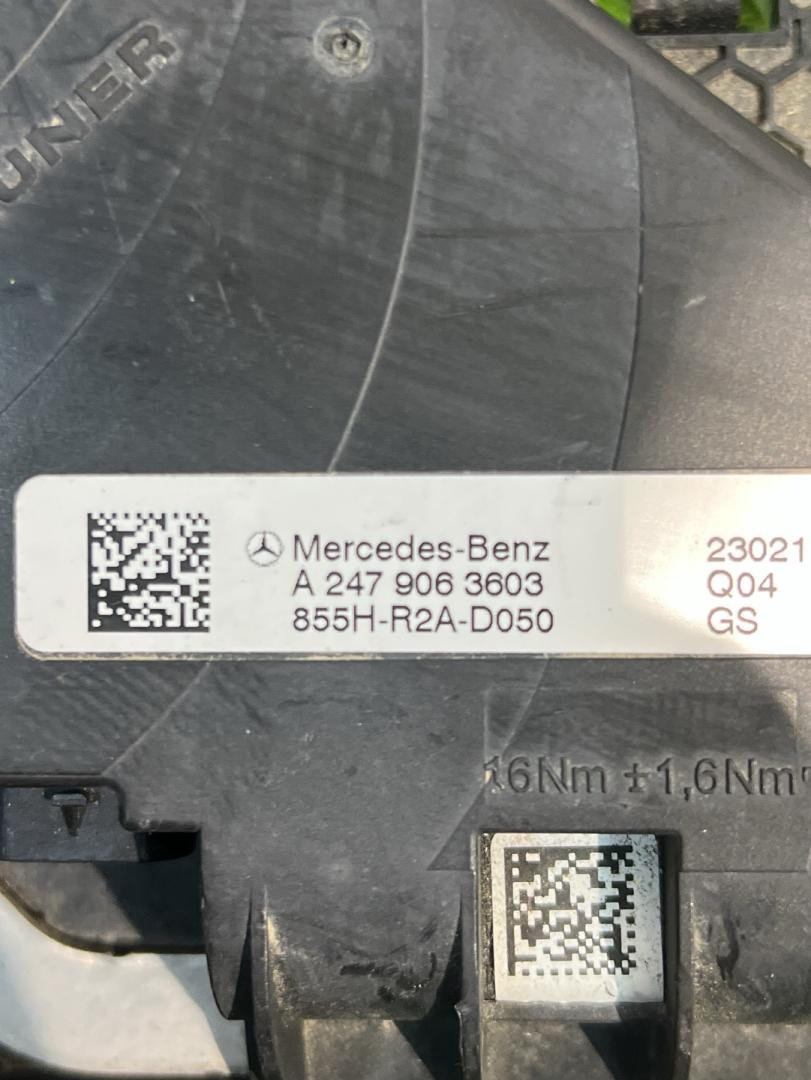 UNER
Mercedes-Benz
A 247 906 3603
855H-R2A-D050
23021
Q04
GS
16Nm ±1,6Nm